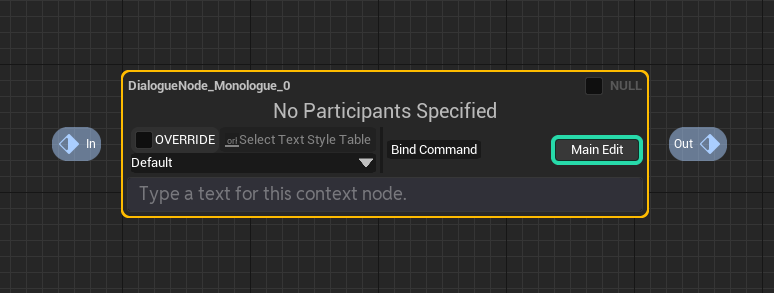 DialogueNode_Monologue_0
NULL
No Participants Specified
OVERRIDE
orl Select Text Style Table
Default
Bind Command
Main Edit
In
Out
Type a text for this context node.